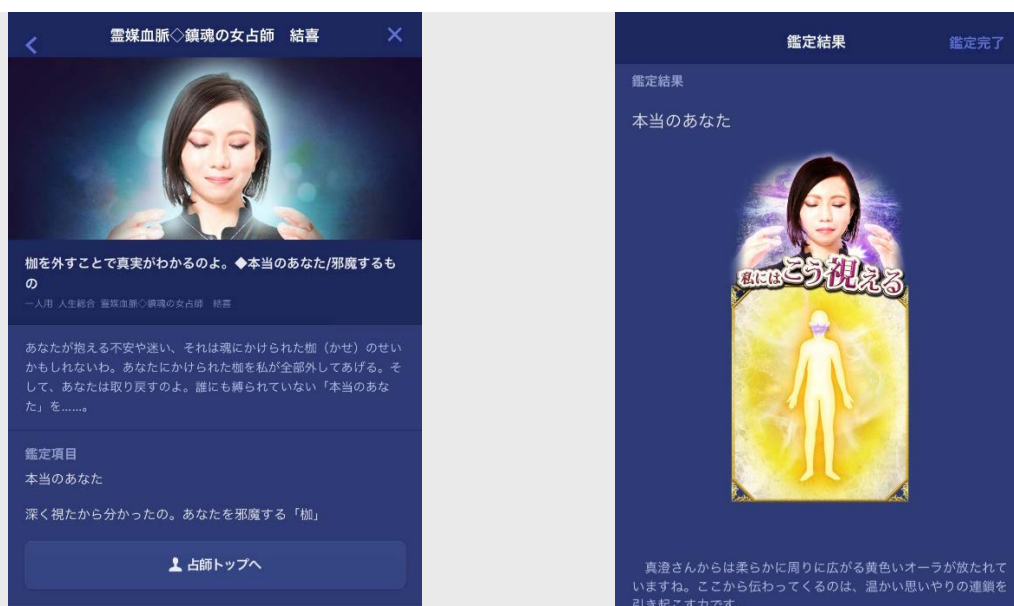 霊媒血脈◇鎮魂の女占師　結喜
枷を外すことで真実がわかるのよ。◆本当のあなた/邪魔するも
の
一人用 人生総合 霊媒血脈◇鎮魂の女占師　結喜
あなたが抱える不安や迷い、それは魂にかけられた枷（かせ）のせい
かもしれないわ。あなたにかけられた枷を私が全部外してあげる。そ
して、あなたは取り戻すのよ。誰にも縛られていない「本当のあな
た」を……。
鑑定項目
本当のあなた
深く視たから分かったの。あなたを邪魔する「枷」
占師トップへ
鑑定結果
鑑定完了
鑑定結果
本当のあなた
私にはこう視える
真澄さんからは柔らかに周りに広がる黄色いオーラが放たれて
いますね。ここから伝わってくるのは、温かい思いやりの連鎖を
引き起こす力です